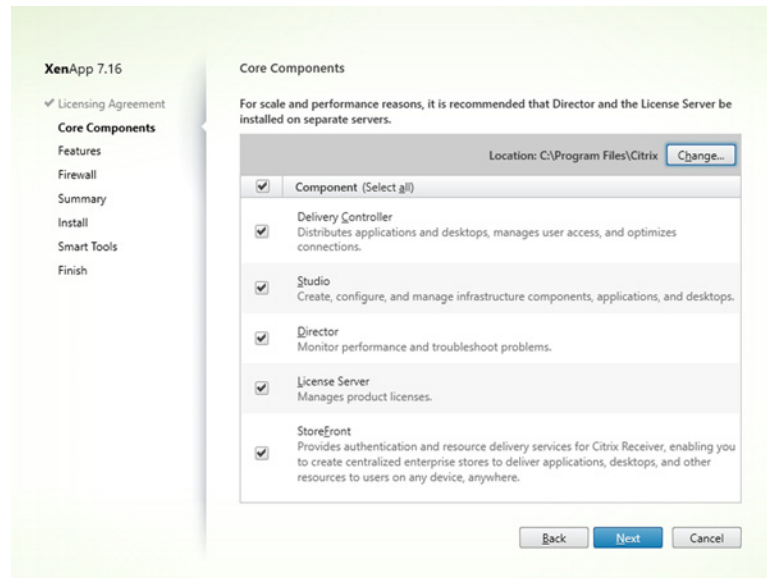 XenApp 7.16
Licensing Agreement
Core Components
Features
Firewall
Summary
Install
Smart Tools
Finish
Core Components
For scale and performance reasons, it is recommended that Director and the License Server be
installed on separate servers.
Location: C:\Program Files\Citrix Change...
Component (Select all)
Delivery Controller
Distributes applications and desktops, manages user access, and optimizes
connections.
Studio
Create, configure, and manage infrastructure components, applications, and desktops.
Director
Monitor performance and troubleshoot problems.
License Server
Manages product licenses.
StoreFront
Provides authentication and resource delivery services for Citrix Receiver, enabling you
to create centralized enterprise stores to deliver applications, desktops, and other
resources to users on any device, anywhere.
Back Next Cancel